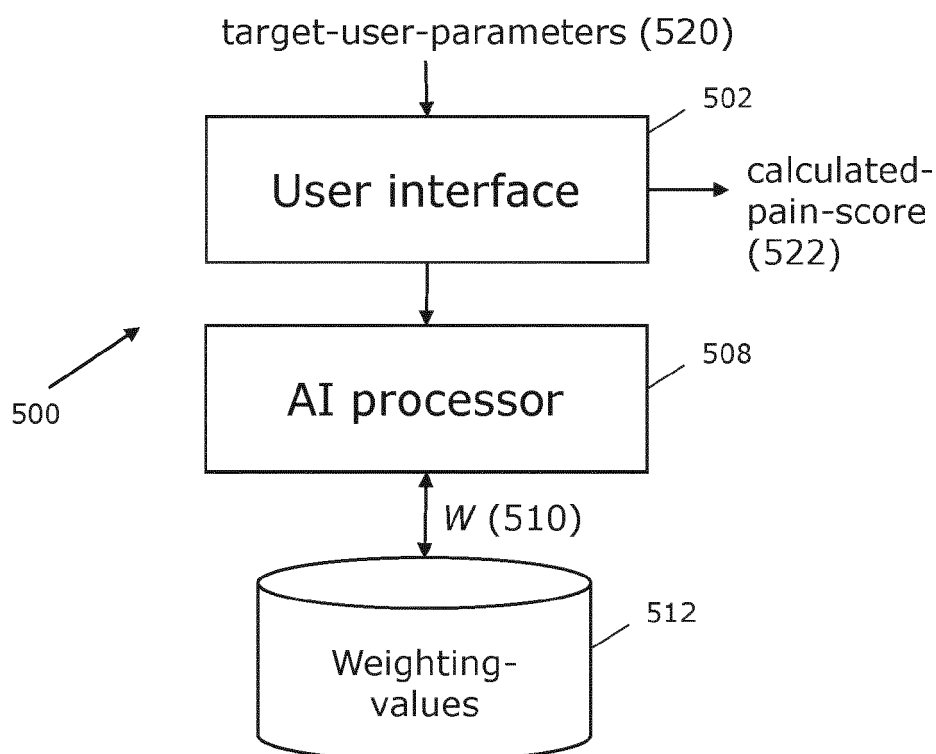 target-user-parameters (520)
502
User interface
calculated-
pain-score
(522)
508
AI processor
500
W (510)
512
Weighting-
values